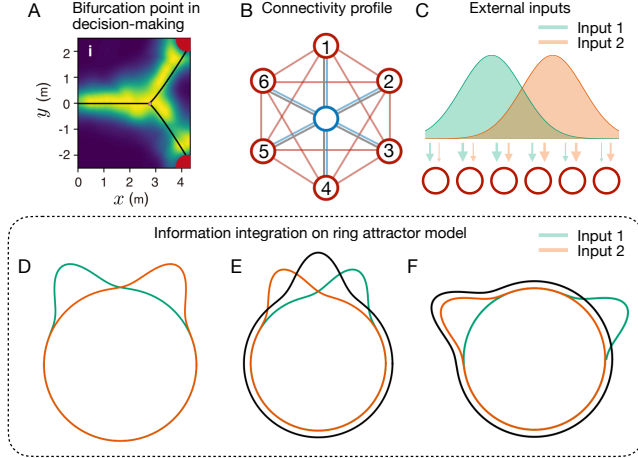 A
Bifurcation point in
decision-making
i
2
1
0
-1
-2
y (m)
0
1
2
3
4
x (m)
B
Connectivity profile
1
2
3
4
5
6
C
External inputs
Input 1
Input 2
Information integration on ring attractor model
Input 1
Input 2
D
E
F